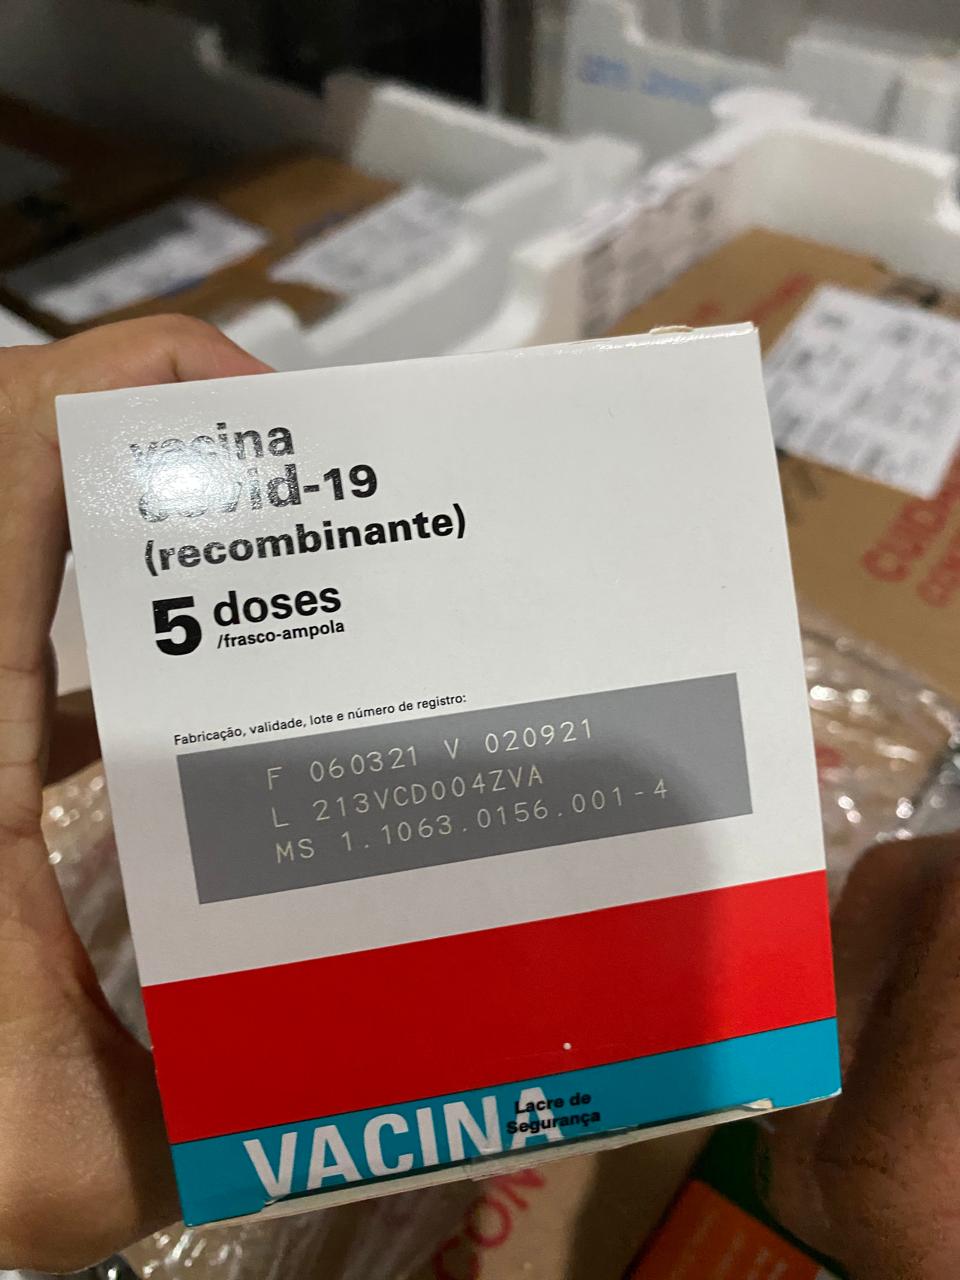 vacina
covid-19
(recombinante)
5 doses
/frasco-ampola
Fabricação, validade, lote e número de registro:
F 060321 V 020921
L 213VCD004ZVA
MS 1.1063.0156.001-4
VACINA
Lacre de
Segurança